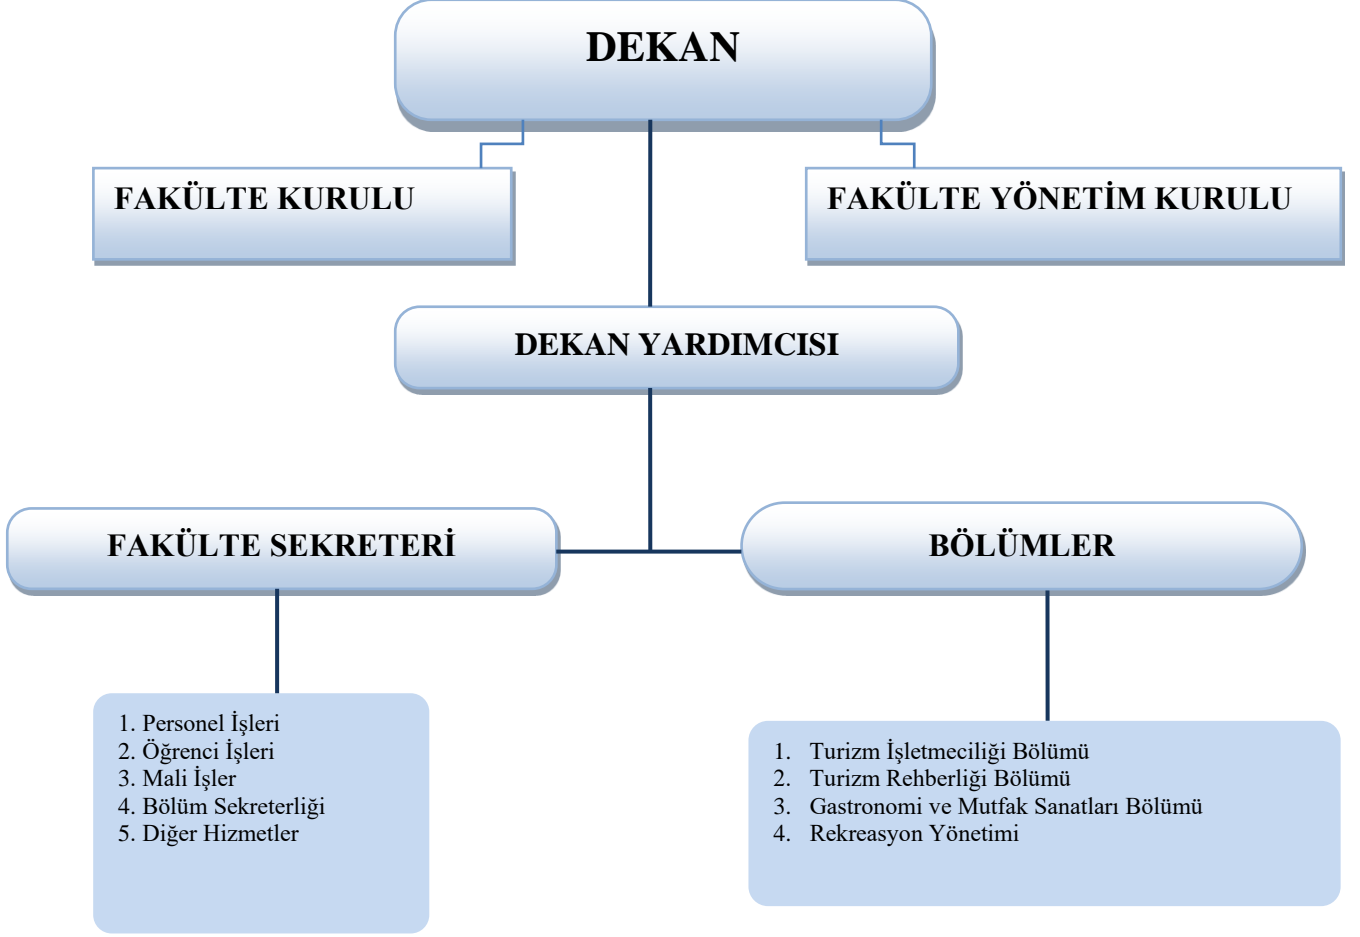 DEKAN
FAKÜLTE KURULU
FAKÜLTE YÖNETİM KURULU
DEKAN YARDIMCISI
FAKÜLTE SEKRETERİ
BÖLÜMLER
1. Personel İşleri
2. Öğrenci İşleri
3. Mali İşler
4. Bölüm Sekreterliği
5. Diğer Hizmetler
1. Turizm İşletmeciliği Bölümü
2. Turizm Rehberliği Bölümü
3. Gastronomi ve Mutfak Sanatları Bölümü
4. Rekreasyon Yönetimi